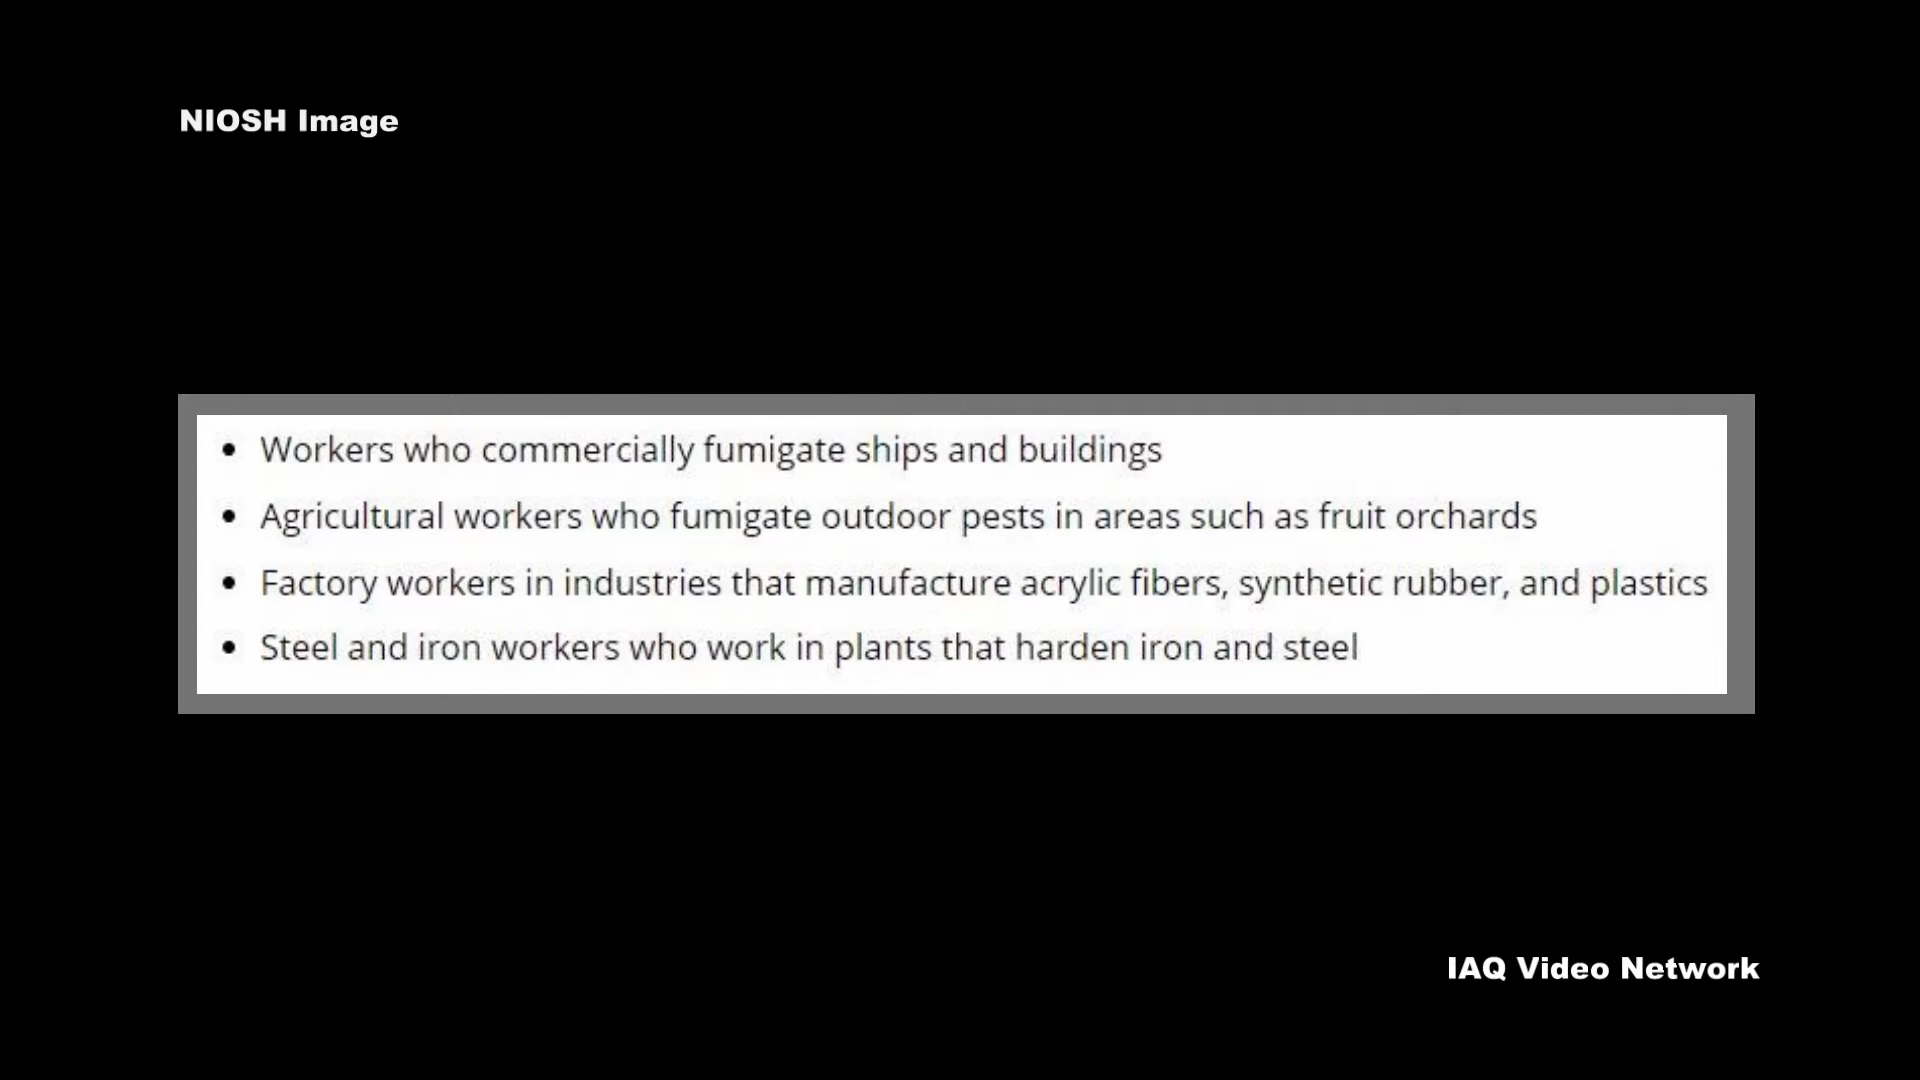 NIOSH Image
• Workers who commercially fumigate ships and buildings
• Agricultural workers who fumigate outdoor pests in areas such as fruit orchards
• Factory workers in industries that manufacture acrylic fibers, synthetic rubber, and plastics
• Steel and iron workers who work in plants that harden iron and steel
IAQ Video Network